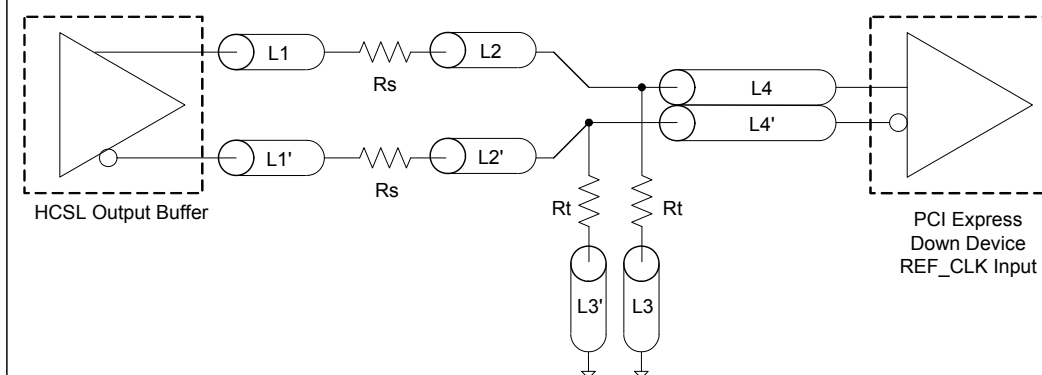 L1
Rs
L2
L4
L4'
L1'
Rs
L2'
HCSL Output Buffer
Rt
Rt
L3'
L3
PCI Express
Down Device
REF_CLK Input